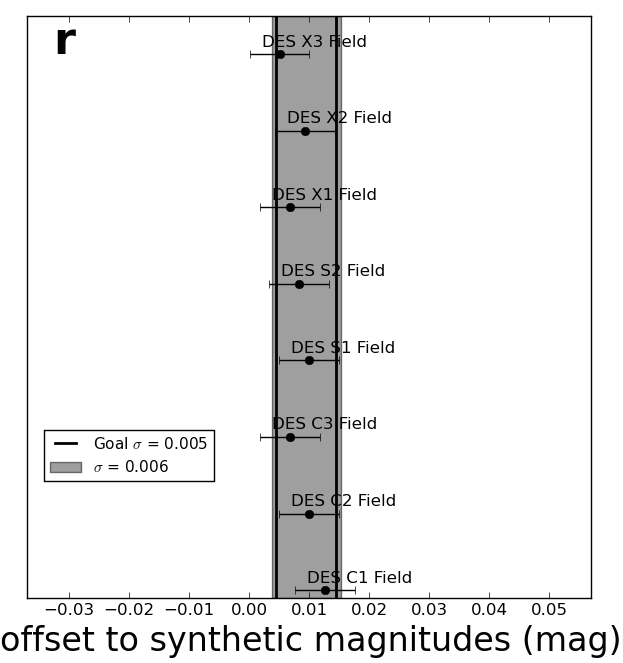 r
DES X3 Field
DES X2 Field
DES X1 Field
DES S2 Field
DES S1 Field
DES C3 Field
Goal σ = 0.005
σ = 0.006
DES C2 Field
DES C1 Field
−0.03 −0.02 −0.01 0.00 0.01 0.02 0.03 0.04 0.05
offset to synthetic magnitudes (mag)